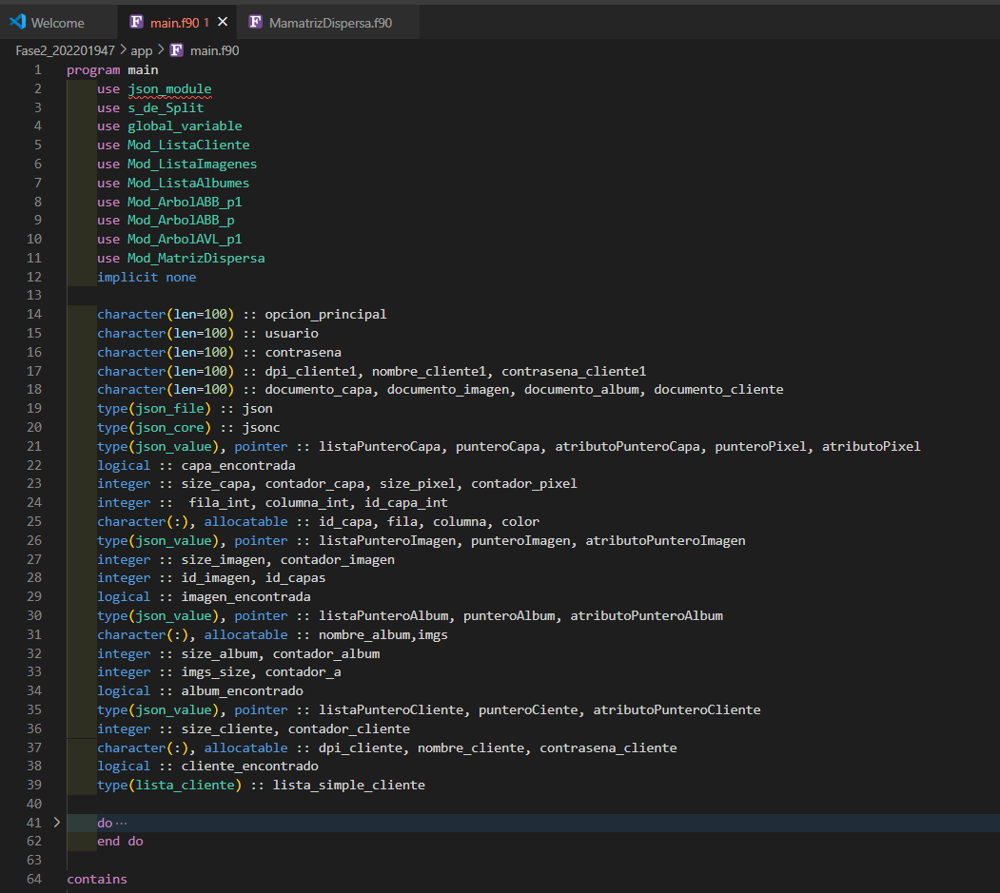 Welcome main.f90 1 MamatrizDispersa.f90
Fase2_202201947 > app > main.f90
1 program main
2 use json_module
3 use s_de_Split
4 use global_variable
5 use Mod_ListaCliente
6 use Mod_ListaImagenes
7 use Mod_ListaAlbumes
8 use Mod_ArbolABB_p1
9 use Mod_ArbolABB_p
10 use Mod_ArbolAVL_p1
11 use Mod_MatrizDispersa
12 implicit none
13
14 character(len=100) :: opcion_principal
15 character(len=100) :: usuario
16 character(len=100) :: contrasena
17 character(len=100) :: dpi_cliente1, nombre_cliente1, contrasena_cliente1
18 character(len=100) :: documento_capa, documento_imagen, documento_album, documento_cliente
19 type(json_file) :: json
20 type(json_core) :: jsonc
21 type(json_value), pointer :: listaPunteroCapa, punteroCapa, atributoPunteroCapa, punteroPixel, atributoPixel
22 logical :: capa_encontrada
23 integer :: size_capa, contador_capa, size_pixel, contador_pixel
24 integer ::  fila_int, columna_int, id_capa_int
25 character(:), allocatable :: id_capa, fila, columna, color
26 type(json_value), pointer :: listaPunteroImagen, punteroImagen, atributoPunteroImagen
27 integer :: size_imagen, contador_imagen
28 integer :: id_imagen, id_capas
29 logical :: imagen_encontrada
30 type(json_value), pointer :: listaPunteroAlbum, punteroAlbum, atributoPunteroAlbum
31 character(:), allocatable :: nombre_album,imgs
32 integer :: size_album, contador_album
33 integer :: imgs_size, contador_a
34 logical :: album_encontrado
35 type(json_value), pointer :: listaPunteroCliente, punteroCiente, atributoPunteroCliente
36 integer :: size_cliente, contador_cliente
37 character(:), allocatable :: dpi_cliente, nombre_cliente, contrasena_cliente
38 logical :: cliente_encontrado
39 type(lista_cliente) :: lista_simple_cliente
40
41 do ···
62 end do
63
64 contains